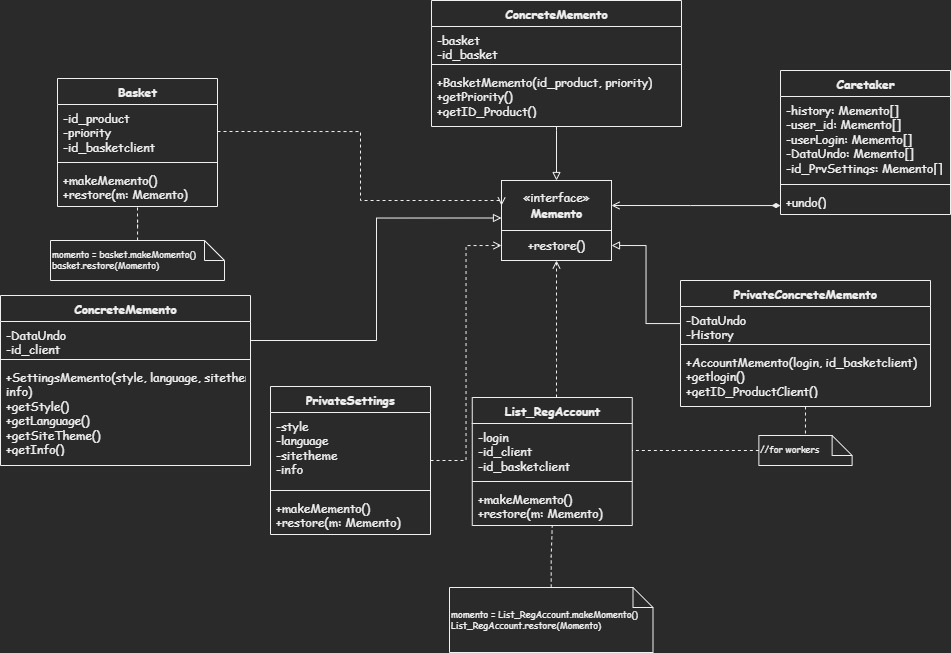 ConcreteMemento
-basket
-id_basket
+BasketMemento(id_product, priority)
+getPriority()
+getID_Product()
Basket
-id_product
-priority
-id_basketclient
+makeMemento()
+restore(m: Memento)
momento = basket.makeMomento()
basket.restore(Momento)
Caretaker
-history: Memento[]
-user_id: Memento[]
-userLogin: Memento[]
-DataUndo: Memento[]
-id_PrvSettings: Memento[]
+undo()
«interface»
Memento
+restore()
ConcreteMemento
-DataUndo
-id_client
+SettingsMemento(style, language, sitethe
info)
+getStyle()
+getLanguage()
+getSiteTheme()
+getInfo()
PrivateConcreteMemento
-DataUndo
-History
+AccountMemento(login, id_basketclient)
+getlogin()
+getID_ProductClient()
//for workers
PrivateSettings
-style
-language
-sitetheme
-info
+makeMemento()
+restore(m: Memento)
List_RegAccount
-login
-id_client
-id_basketclient
+makeMemento()
+restore(m: Memento)
momento = List_RegAccount.makeMomento()
List_RegAccount.restore(Momento)